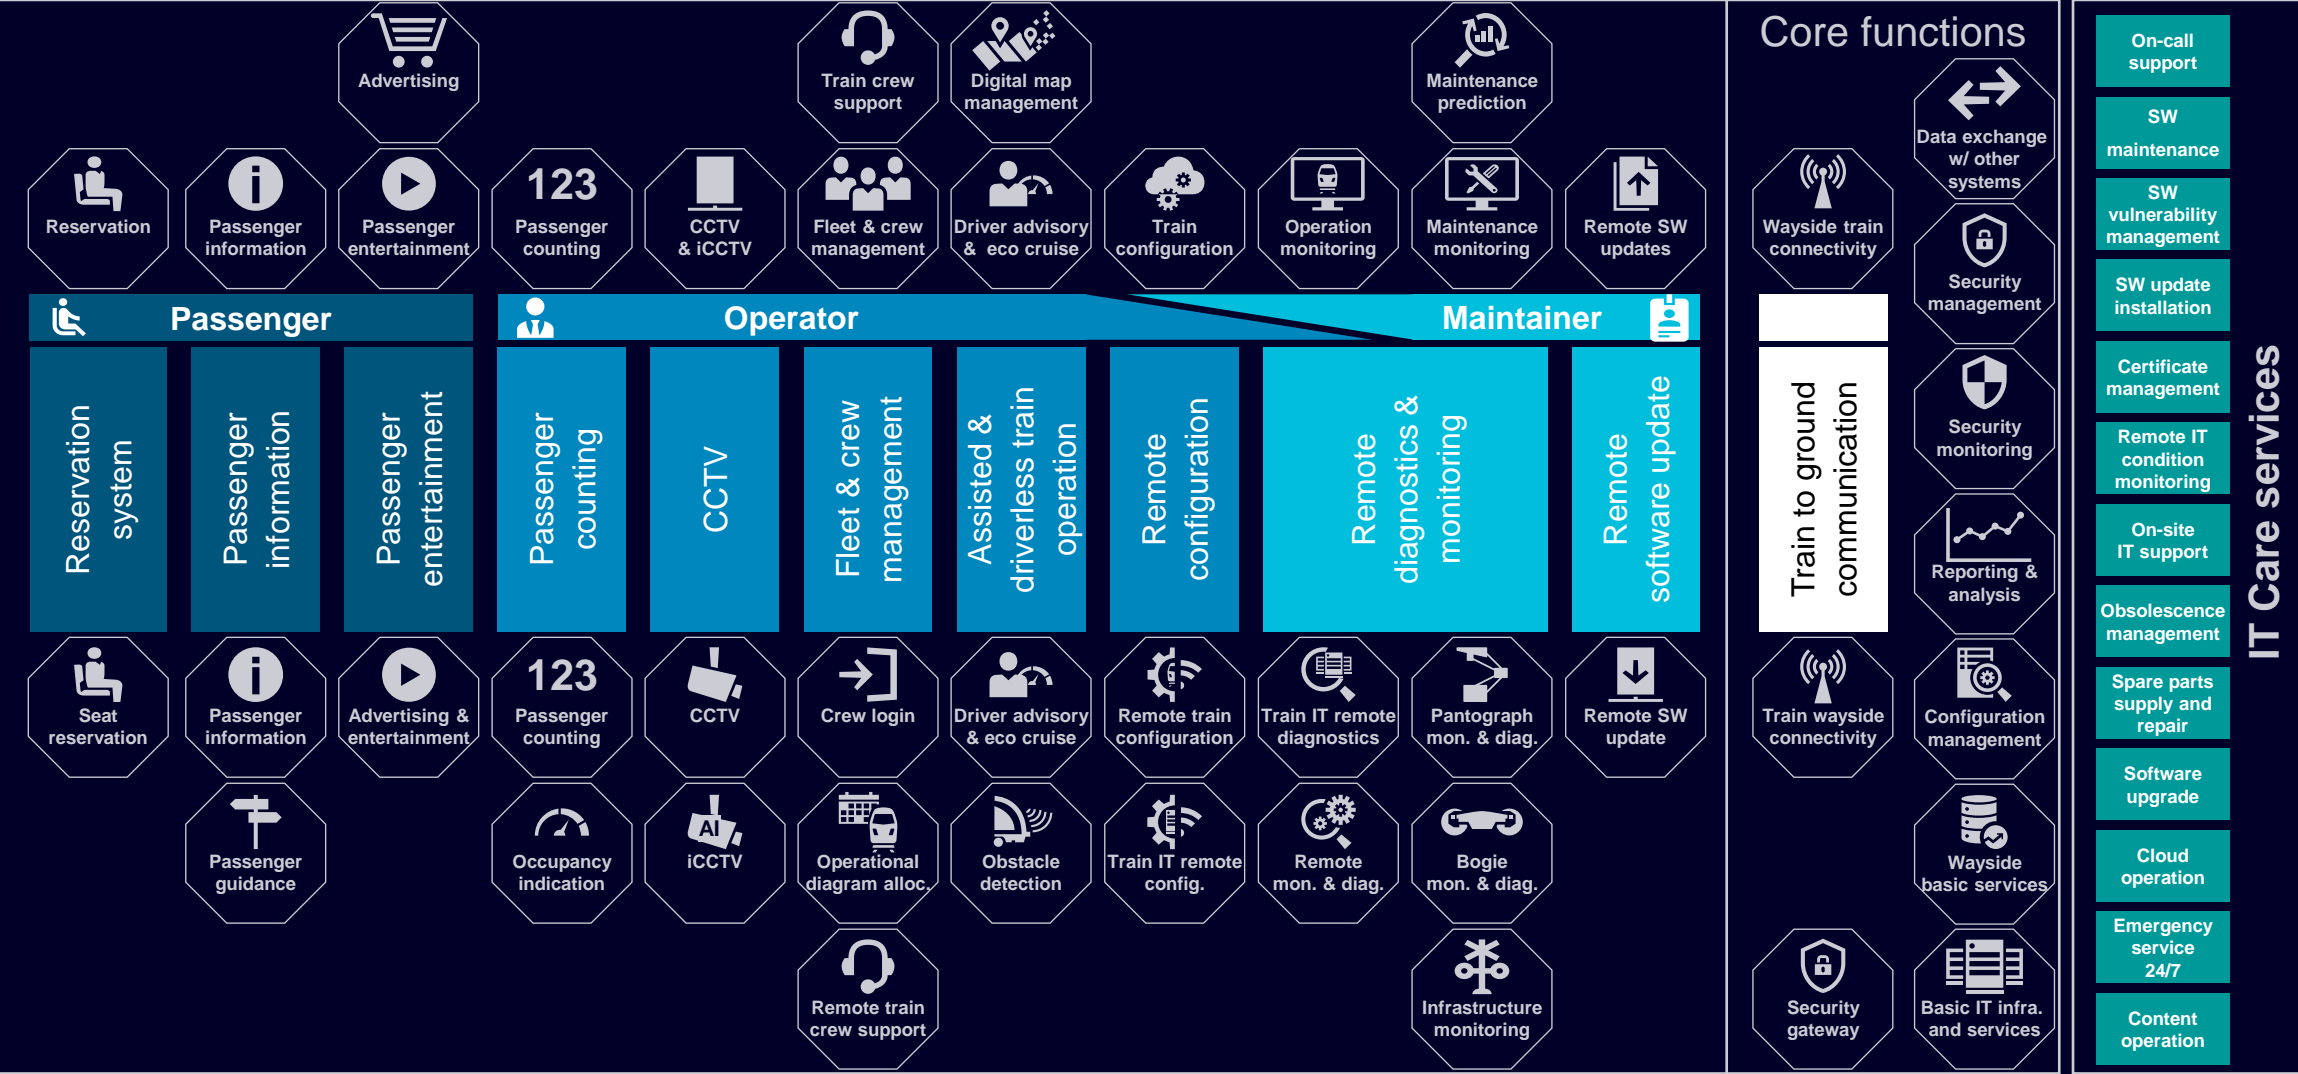 Advertising
Train crew
support
Digital map
management
Maintenance
prediction
Reservation
Passenger
information
Passenger
entertainment
123
Passenger
counting
CCTV
& iCCTV
Fleet & crew
management
Driver advisory
& eco cruise
Train
configuration
Operation
monitoring
Maintenance
monitoring
Remote SW
updates
Passenger
Operator
Maintainer
Reservation
system
Passenger
information
Passenger
entertainment
Passenger
counting
CCTV
Fleet & crew
management
Assisted &
driverless train
operation
Remote
configuration
Remote
diagnostics &
monitoring
Remote
software update
Seat
reservation
Passenger
information
Advertising &
entertainment
123
Passenger
counting
CCTV
Crew login
Driver advisory
& eco cruise
Remote train
configuration
Train IT remote
diagnostics
Pantograph
mon. & diag.
Remote SW
update
Passenger
guidance
Occupancy
indication
AI
iCCTV
Operational
diagram alloc.
Obstacle
detection
Train IT remote
config.
Remote
mon. & diag.
Bogie
mon. & diag.
Remote train
crew support
Infrastructure
monitoring
Core functions
Wayside train
connectivity
Train to ground
communication
Train wayside
connectivity
Security
gateway
Data exchange
w/ other
systems
Security
management
Security
monitoring
Reporting &
analysis
Configuration
management
Wayside
basic services
Basic IT infra.
and services
On-call
support
SW
maintenance
SW
vulnerability
management
SW update
installation
Certificate
management
Remote IT
condition
monitoring
On-site
IT support
Obsolescence
management
Spare parts
supply and
repair
Software
upgrade
Cloud
operation
Emergency
service
24/7
Content
operation
IT Care services